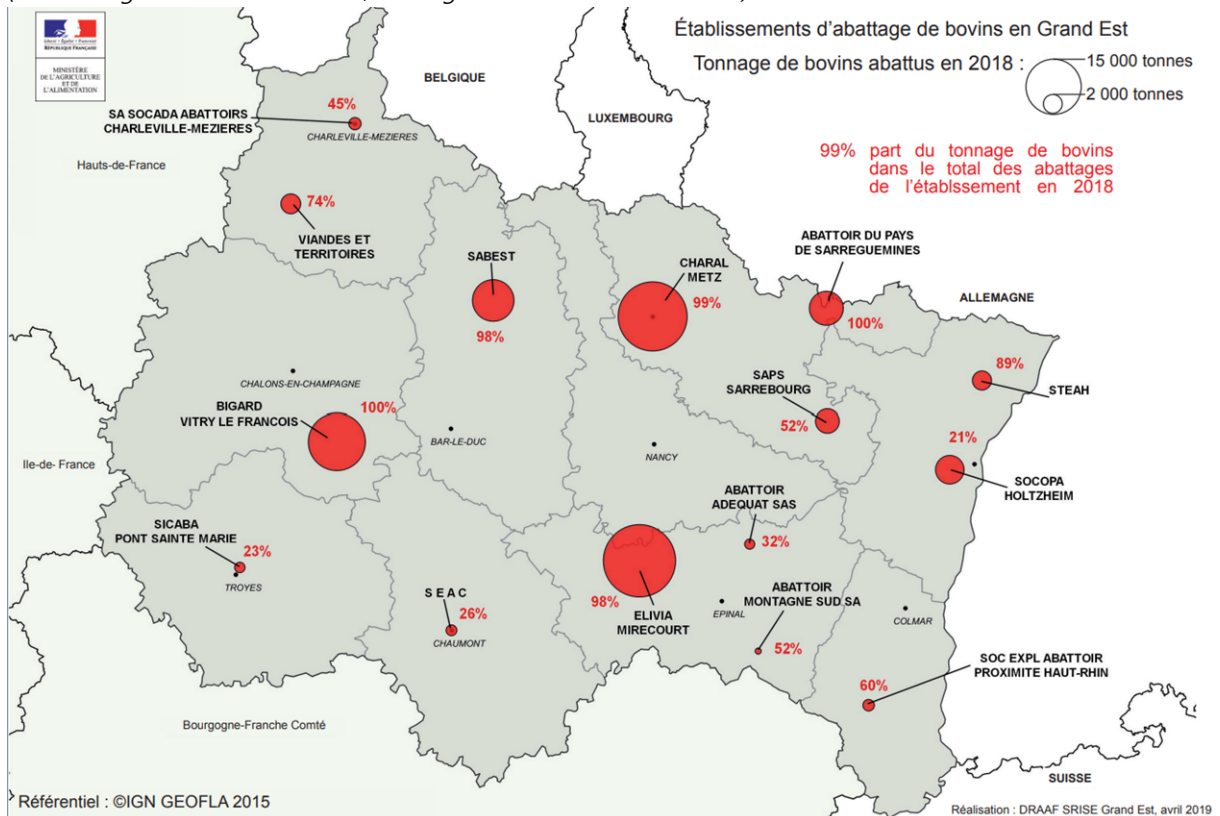 Établissements d'abattage de bovins en Grand Est
Tonnage de bovins abattus en 2018 :
15 000 tonnes
2 000 tonnes
99% part du tonnage de bovins
dans le total des abattages
de l'établssement en 2018
RÉPUBLIQUE FRANÇAISE
MINISTÈRE
DE L'AGRICULTURE
ET DE
L'ALIMENTATION
BELGIQUE
LUXEMBOURG
ALLEMAGNE
SUISSE
Hauts-de-France
Ile-de- France
Bourgogne-Franche Comté
SA SOCADA ABATTOIRS
CHARLEVILLE-MEZIERES
45%
CHARLEVILLE-MEZIERES
74%
VIANDES ET
TERRITOIRES
SABEST
98%
CHARAL
METZ
99%
ABATTOIR DU PAYS
DE SARREGUEMINES
100%
89%
STEAH
SAPS
SARREBOURG
52%
21%
SOCOPA
HOLTZHEIM
CHALONS-EN-CHAMPAGNE
BIGARD
VITRY LE FRANCOIS
100%
BAR-LE-DUC
NANCY
ABATTOIR
ADEQUAT SAS
32%
SICABA
PONT SAINTE MARIE
23%
TROYES
S E A C
26%
CHAUMONT
98%
ELIVIA
MIRECOURT
EPINAL
ABATTOIR
MONTAGNE SUD SA
52%
COLMAR
SOC EXPL ABATTOIR
PROXIMITE HAUT-RHIN
60%
Référentiel : ©IGN GEOFLA 2015
Réalisation : DRAAF SRISE Grand Est, avril 2019